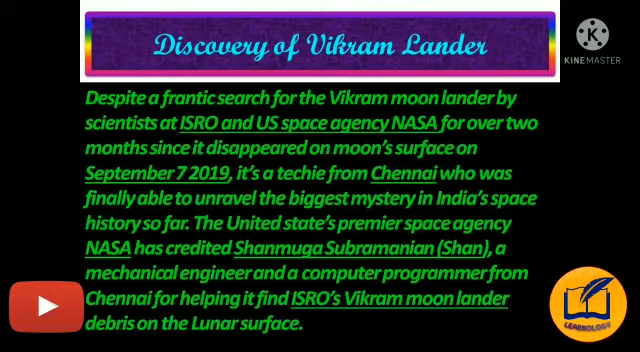 Discovery of Vikram Lander
KINEMASTER
Despite a frantic search for the Vikram moon lander by
scientists at ISRO and US space agency NASA for over two
months since it disappeared on moon's surface on
September 7 2019, it's a techie from Chennai who was
finally able to unravel the biggest mystery in India's space
history so far. The United state's premier space agency
NASA has credited Shanmuga Subramanian (Shan), a
mechanical engineer and a computer programmer from
Chennai for helping it find ISRO's Vikram moon lander
debris on the Lunar surface.
LEARNOLOGY